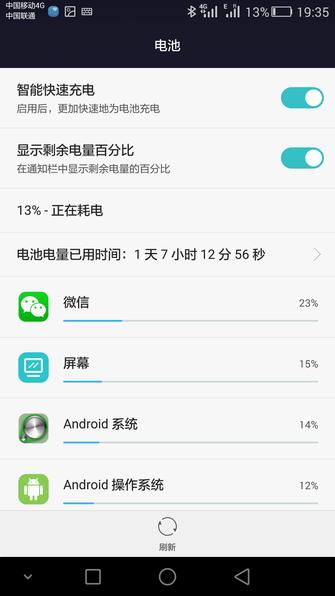 中国移动4G
中国联通
4G
E H
13% 19:35
电池
智能快速充电
启用后，更加快速地为电池充电
显示剩余电量百分比
在通知栏中显示剩余电量的百分比
13% - 正在耗电
电池电量已用时间：1 天 7 小时 12 分 56 秒
微信
23%
屏幕
15%
Android 系统
14%
Android 操作系统
12%
刷新